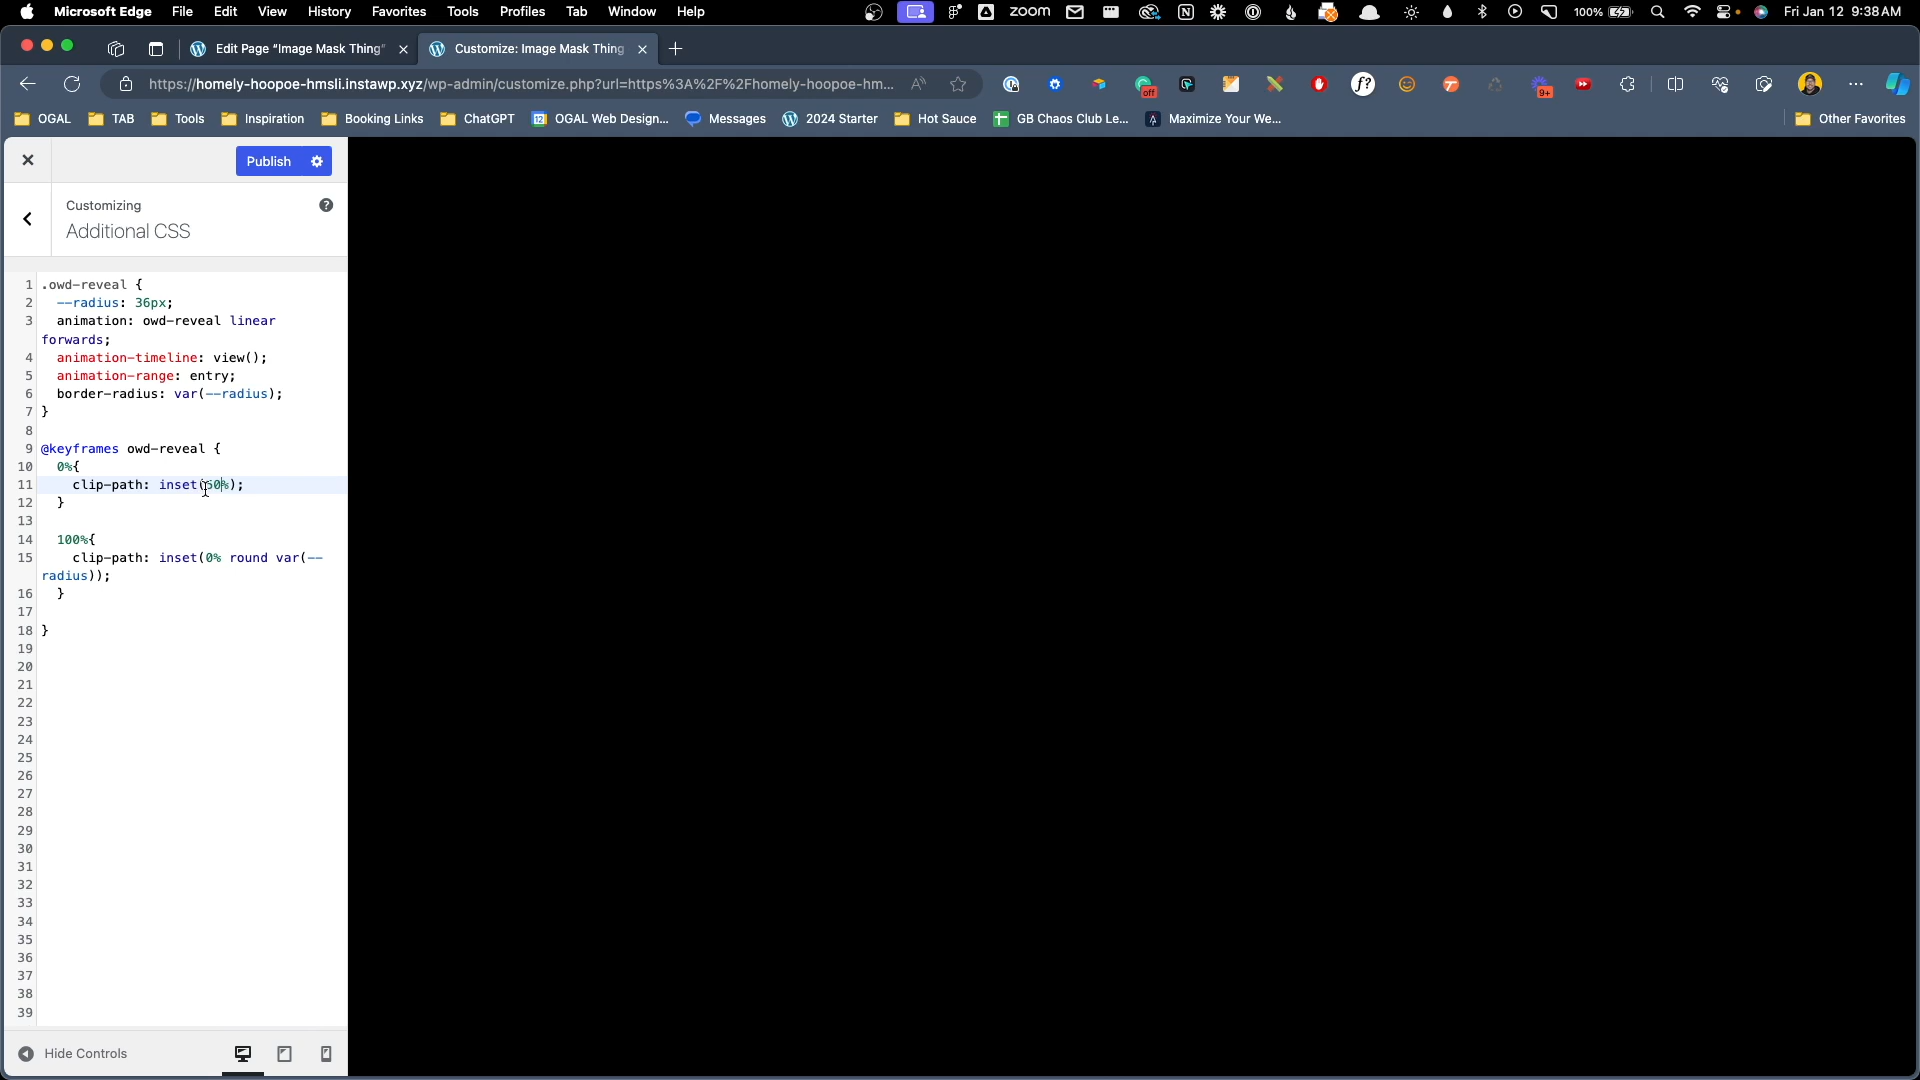 Microsoft Edge File Edit View History Favorites Tools Profiles Tab Window Help zoom 100% Fri Jan 12 9:38 AM
Edit Page "Image Mask Thing" Customize: Image Mask Thing
https://homely-hoopoe-hmsli.instawp.xyz/wp-admin/customize.php?url=https%3A%2F%2Fhomely-hoopoe-hm... off f? 9+
OGAL TAB Tools Inspiration Booking Links ChatGPT 12 OGAL Web Design... Messages 2024 Starter Hot Sauce GB Chaos Club Le... Maximize Your We... Other Favorites
Publish
Customizing
Additional CSS
1 .owd-reveal {
2 --radius: 36px;
3 animation: owd-reveal linear
forwards;
4 animation-timeline: view();
5 animation-range: entry;
6 border-radius: var(--radius);
7 }
8
9 @keyframes owd-reveal {
10 0%{
11 clip-path: inset(50%);
12 }
13
14 100%{
15 clip-path: inset(0% round var(--
radius));
16 }
17
18 }
19
20
21
22
23
24
25
26
27
28
29
30
31
32
33
34
35
36
37
38
39
Hide Controls